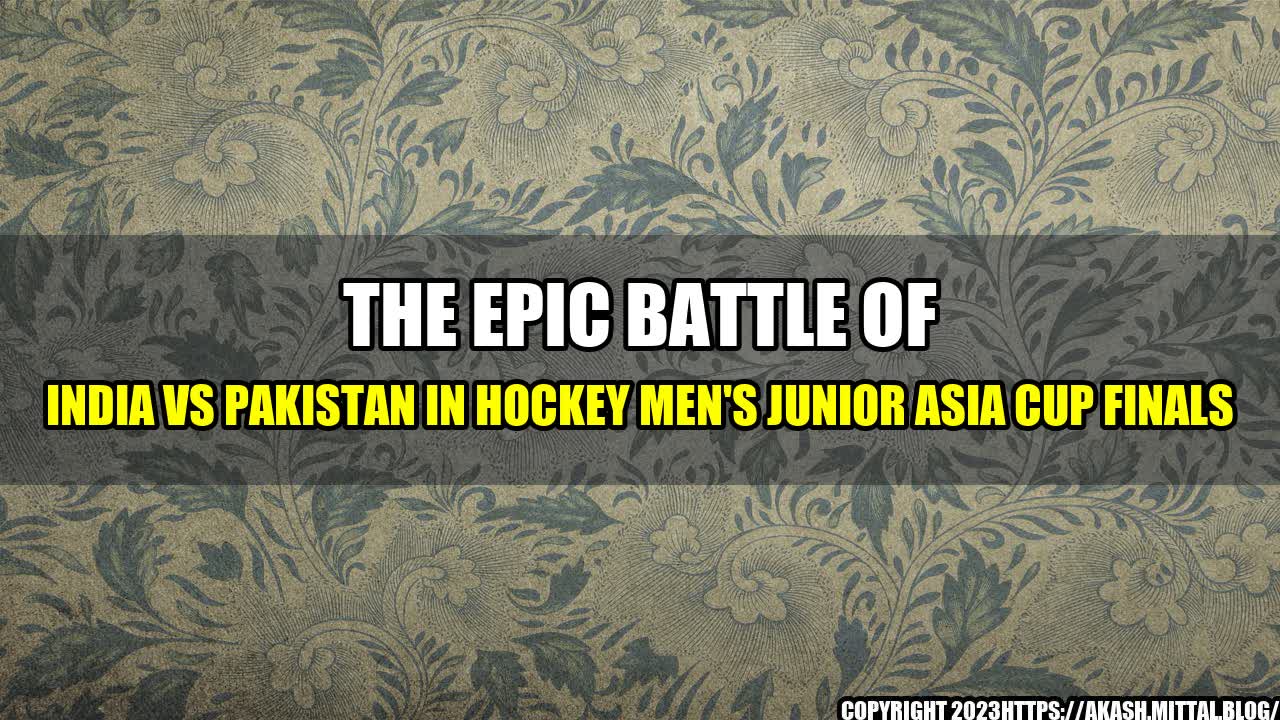 THE EPIC BATTLE OF
INDIA VS PAKISTAN IN HOCKEY MEN'S JUNIOR ASIA CUP FINALS
COPYRIGHT 2023HTTPS://AKASH.MITTAL.BLOG/